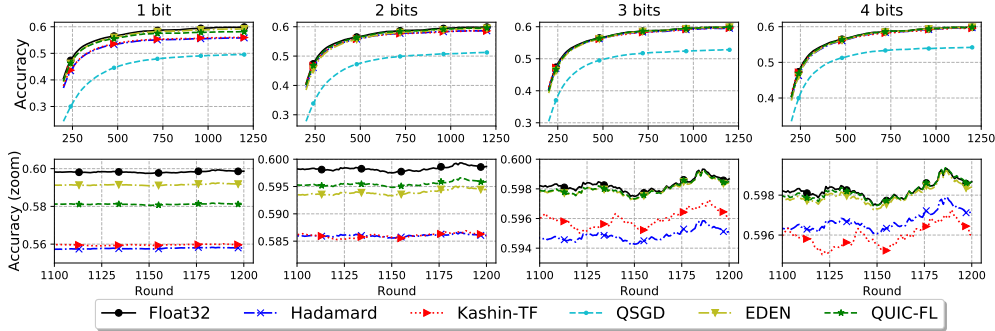 1 bit 2 bits 3 bits 4 bits
Accuracy
0.6 0.5 0.4 0.3
0.6 0.5 0.4 0.3
0.6 0.5 0.4 0.3
0.6 0.5 0.4
250 500 750 1000 1250
250 500 750 1000 1250
250 500 750 1000 1250
250 500 750 1000 1250
Accuracy (zoom)
0.60 0.58 0.56
0.600 0.595 0.590 0.585
0.600 0.598 0.596 0.594
0.598 0.596
1100 1125 1150 1175 1200
1100 1125 1150 1175 1200
1100 1125 1150 1175 1200
1100 1125 1150 1175 1200
Round Round Round Round
Float32 Hadamard Kashin-TF QSGD EDEN QUIC-FL